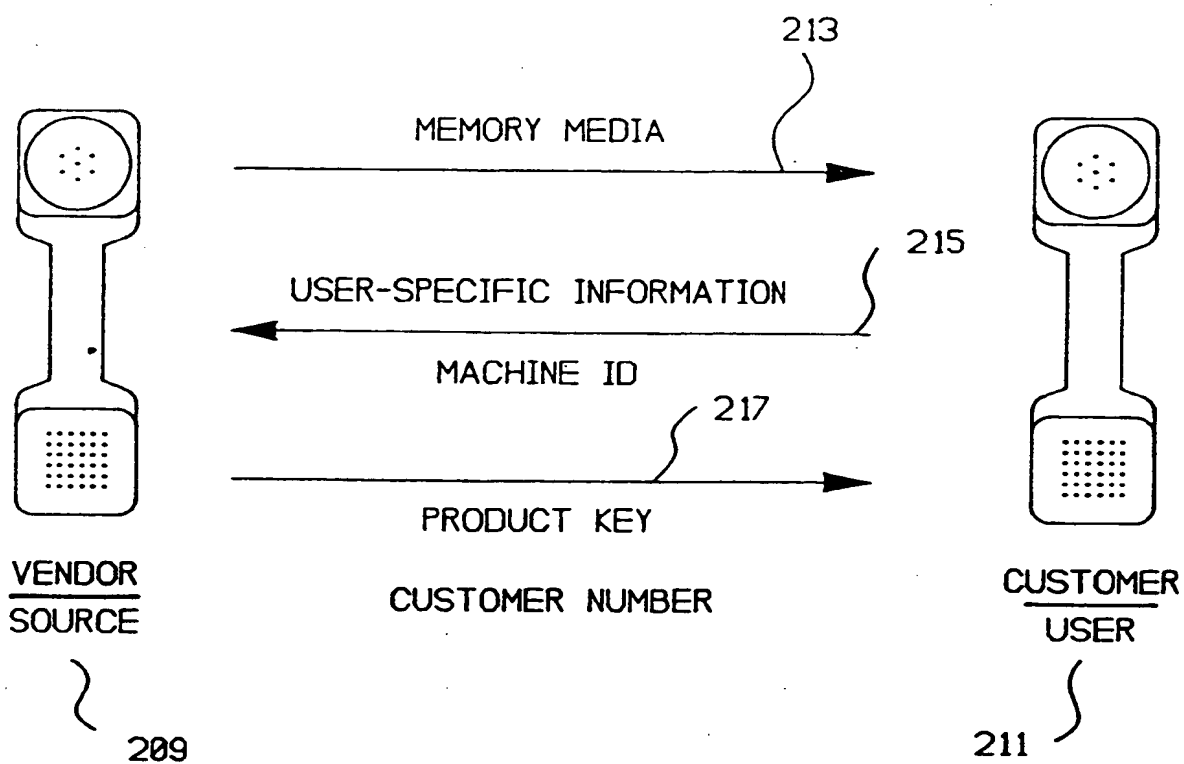 213
MEMORY MEDIA
215
USER-SPECIFIC INFORMATION
MACHINE ID
217
PRODUCT KEY
VENDOR
SOURCE
CUSTOMER NUMBER
CUSTOMER
USER
209
211